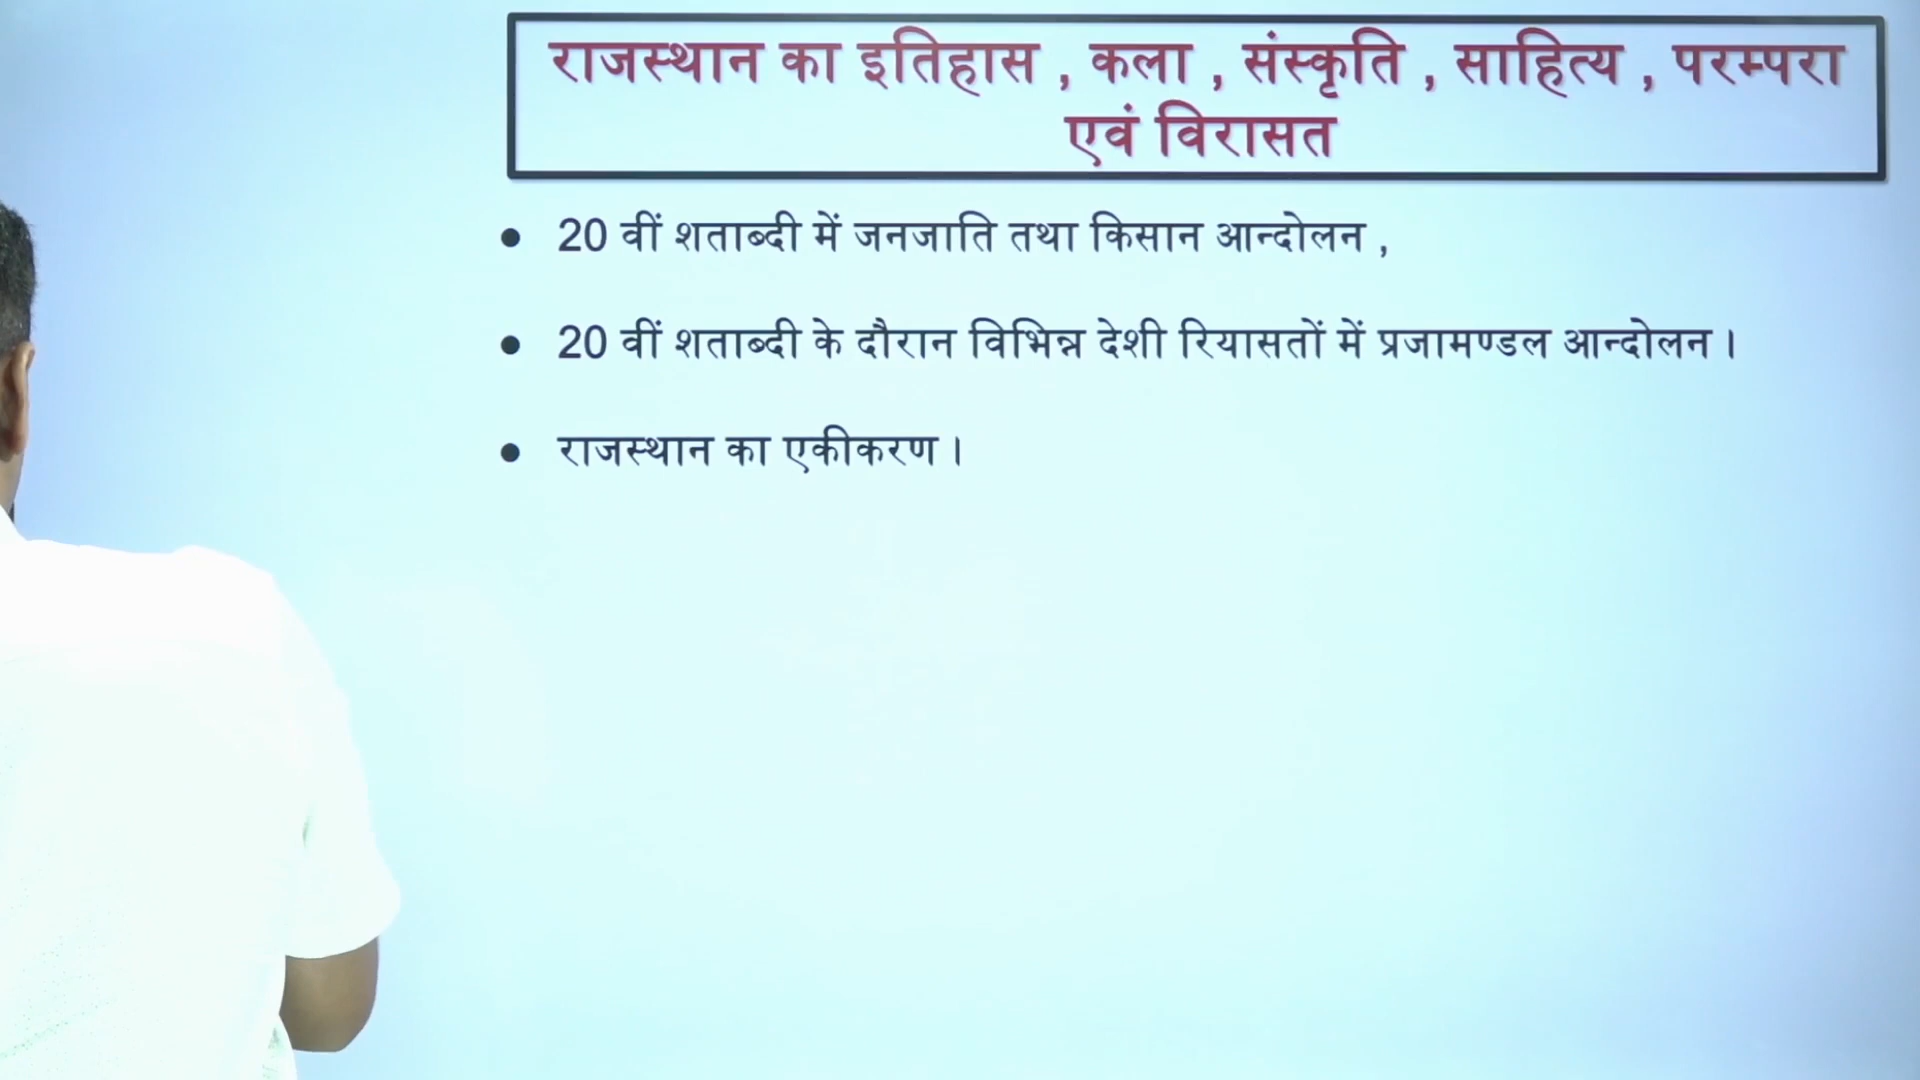 राजस्थान का इतिहास , कला , संस्कृति , साहित्य , परम्परा
एवं विरासत
• 20 वीं शताब्दी में जनजाति तथा किसान आन्दोलन ,
• 20 वीं शताब्दी के दौरान विभिन्न देशी रियासतों में प्रजामण्डल आन्दोलन ।
• राजस्थान का एकीकरण ।